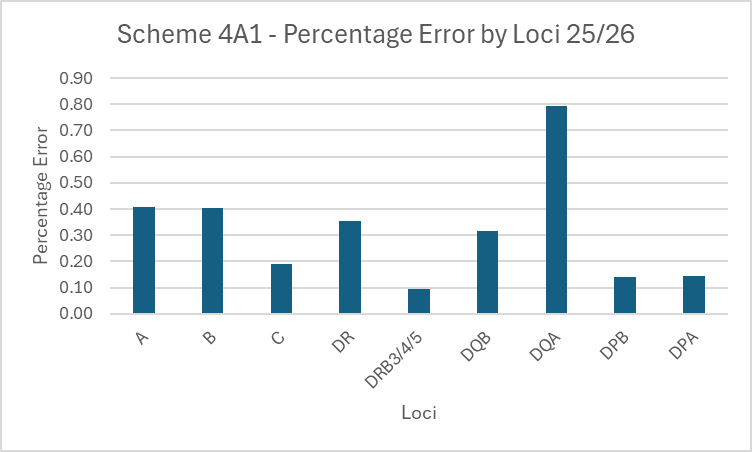 Scheme 4A1 - Percentage Error by Loci 25/26
Percentage Error
0.90
0.80
0.70
0.60
0.50
0.40
0.30
0.20
0.10
0.00
A
B
C
DR
DRB3/4/5
DQB
DQA
DPB
DPA
Loci